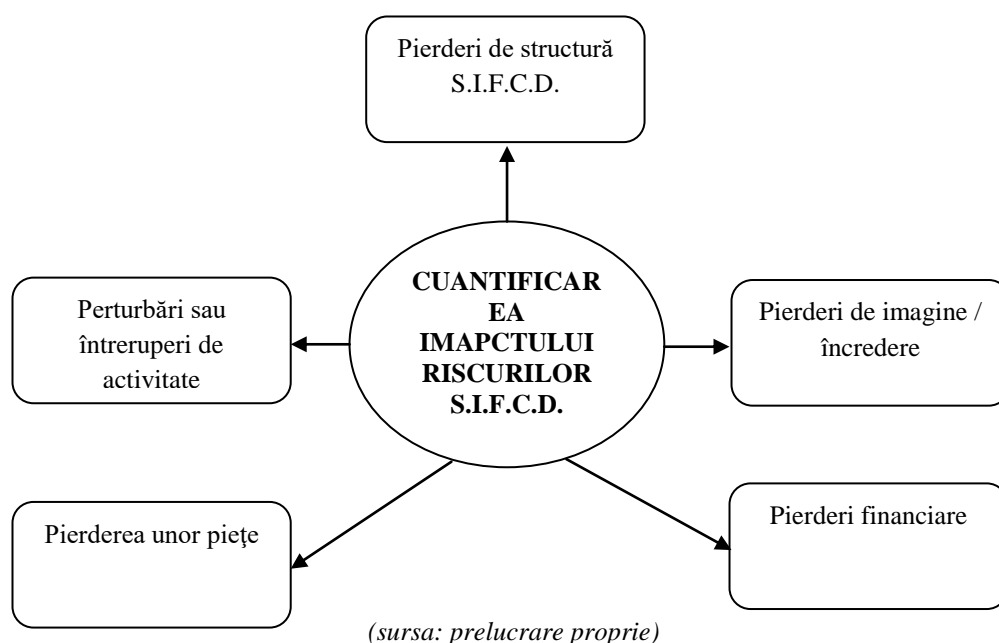 Pierderi de structură
S.I.F.C.D.
CUANTIFICAR
EA
IMAPCTULUI
RISCURILOR
S.I.F.C.D.
Perturbări sau
întreruperi de
activitate
Pierderi de imagine /
încredere
Pierderea unor pieţe
Pierderi financiare
(sursa: prelucrare proprie)